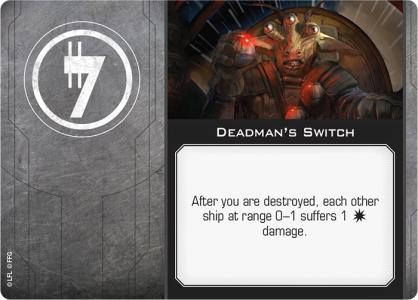 DEADMAN'S SWITCH
After you are destroyed, each other
ship at range 0–1 suffers 1
damage.
© LFL © FFG